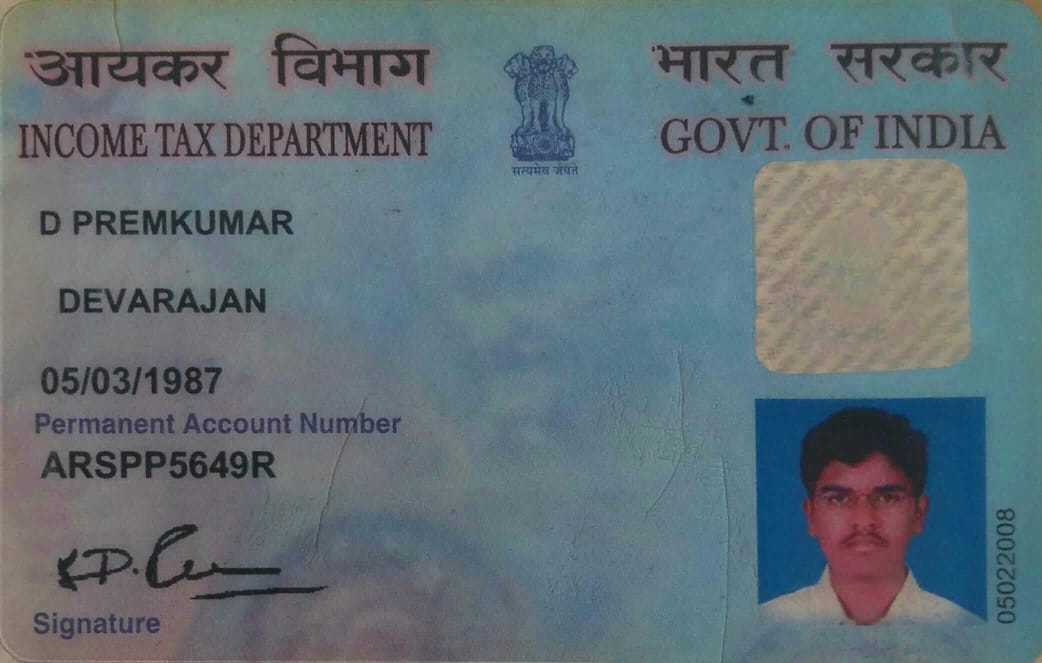 आयकर विभाग
INCOME TAX DEPARTMENT
सत्यमेव जयते
भारत सरकार
GOVT. OF INDIA
D PREMKUMAR
DEVARAJAN
05/03/1987
Permanent Account Number
ARSPP5649R
Signature
05022008